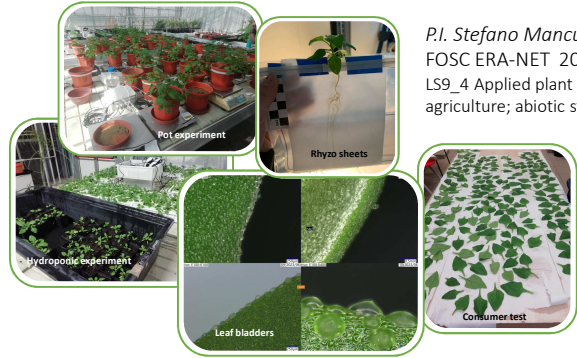 P.I. Stefano Mancu
FOSC ERA-NET 20
LS9_4 Applied plant
agriculture; abiotic s
Pot experiment
Rhyzo sheets
Hydroponic experiment
Leaf bladders
Consumer test